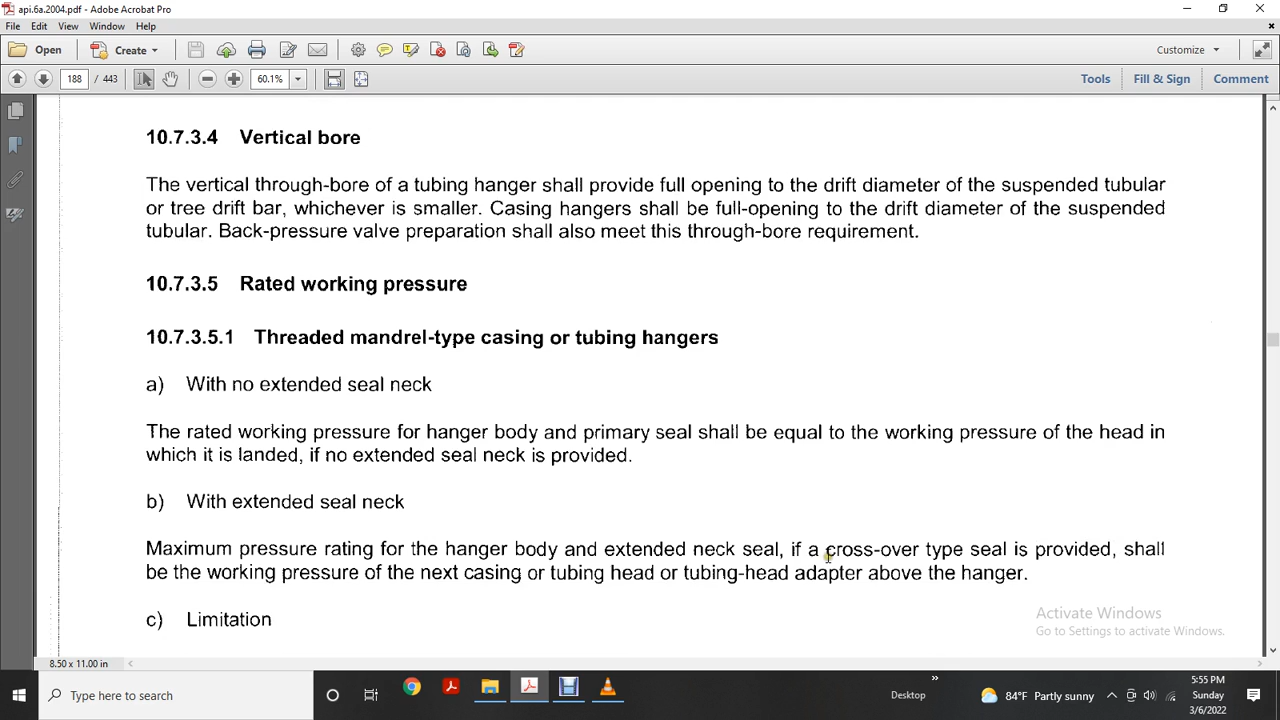 api.6a.2004.pdf - Adobe Acrobat Pro
File Edit View Window Help
Open Create Customize
188 / 443 60.1% Tools Fill & Sign Comment
10.7.3.4 Vertical bore
The vertical through-bore of a tubing hanger shall provide full opening to the drift diameter of the suspended tubular
or tree drift bar, whichever is smaller. Casing hangers shall be full-opening to the drift diameter of the suspended
tubular. Back-pressure valve preparation shall also meet this through-bore requirement.
10.7.3.5 Rated working pressure
10.7.3.5.1 Threaded mandrel-type casing or tubing hangers
a) With no extended seal neck
The rated working pressure for hanger body and primary seal shall be equal to the working pressure of the head in
which it is landed, if no extended seal neck is provided.
b) With extended seal neck
Maximum pressure rating for the hanger body and extended neck seal, if a cross-over type seal is provided, shall
be the working pressure of the next casing or tubing head or tubing-head adapter above the hanger.
c) Limitation
Activate Windows
Go to Settings to activate Windows.
8.50 x 11.00 in
Type here to search
Desktop
84°F Partly sunny
5:55 PM
Sunday
3/6/2022